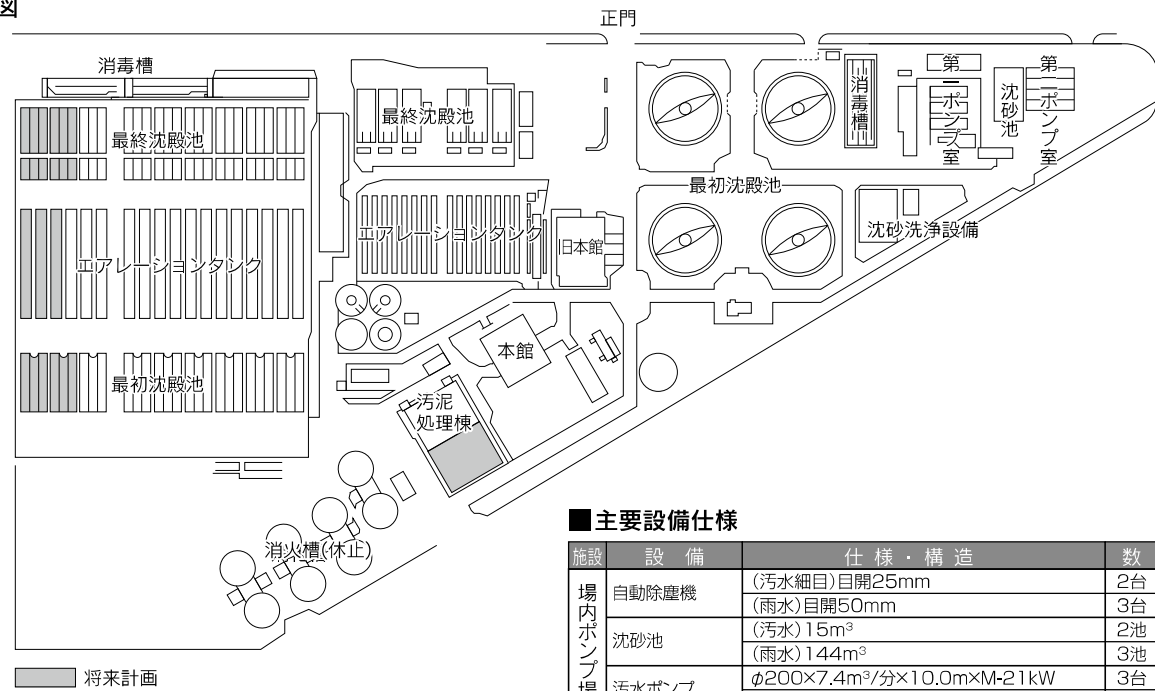 図
正門
消毒槽
最終沈殿池
最終沈殿池
消毒槽
第二ポンプ室
沈砂池
第一ポンプ室
最初沈殿池
エアレーションタンク
エアレーションタンク
旧本館
沈砂洗浄設備
本館
最初沈殿池
汚泥
処理棟
消火槽(休止)
将来計画
■主要設備仕様
施設 設備 仕様・構造 数
場内ポンプ場
自動除塵機 (汚水細目)目開25mm 2台
(雨水)目開50mm 3台
沈砂池 (汚水)15m³ 2池
(雨水)144m³ 3池
汚水ポンプ φ200×7.4m³/分×10.0m×M-21kW 3台